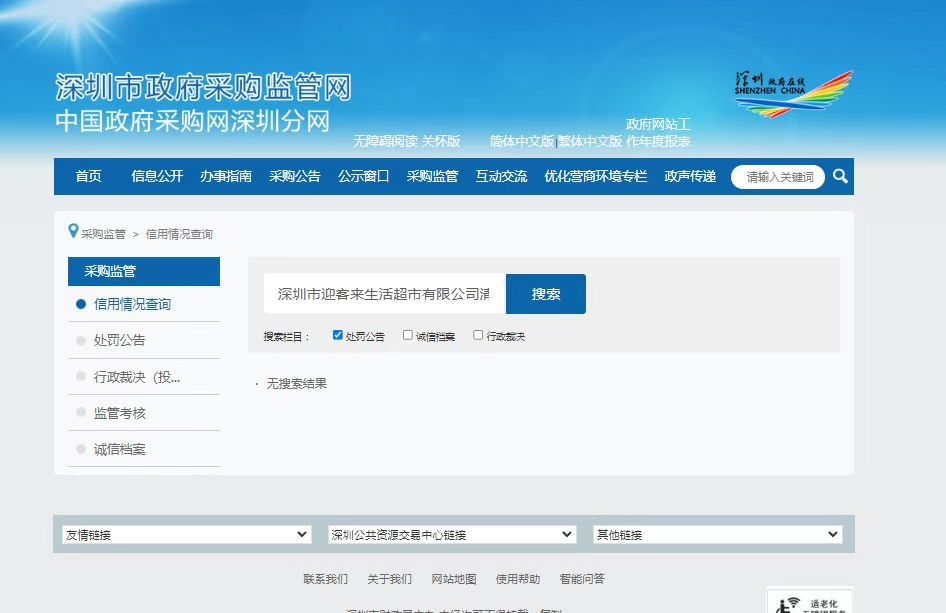 深圳市政府采购监管网
中国政府采购网深圳分网
深圳 政府在线
SHENZHEN CHINA
无障碍阅读 关怀版 简体中文版|繁体中文版 政府网站工作年度报表
首页 信息公开 办事指南 采购公告 公示窗口 采购监管 互动交流 优化营商环境专栏 政声传递 请输入关键词
采购监管 > 信用情况查询
采购监管
信用情况查询
处罚公告
行政裁决（投...
监管考核
诚信档案
深圳市迎客来生活超市有限公司清 搜索
搜索栏目： 处罚公告 诚信档案 行政裁决
· 无搜索结果
友情链接 深圳公共资源交易中心链接 其他链接
联系我们 关于我们 网站地图 使用帮助 智能问答
适老化